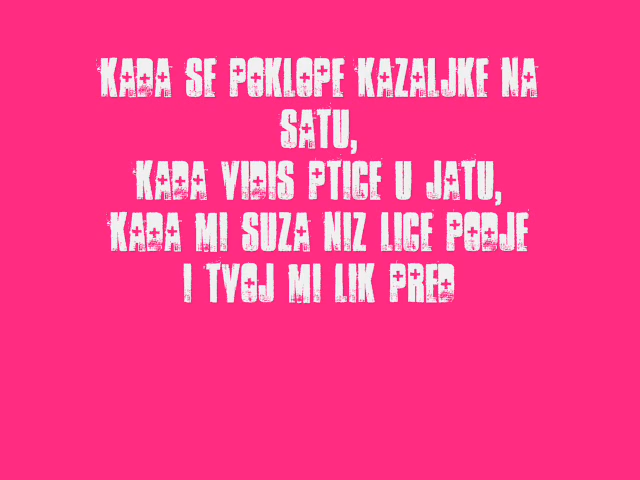 KADA SE POKLOPE KAZALJKE NA
SATU,
KADA VIDIS PTICE U JATU,
KADA MI SUZA NIZ LICE PODJE
I TVOJ MI LIK PRED